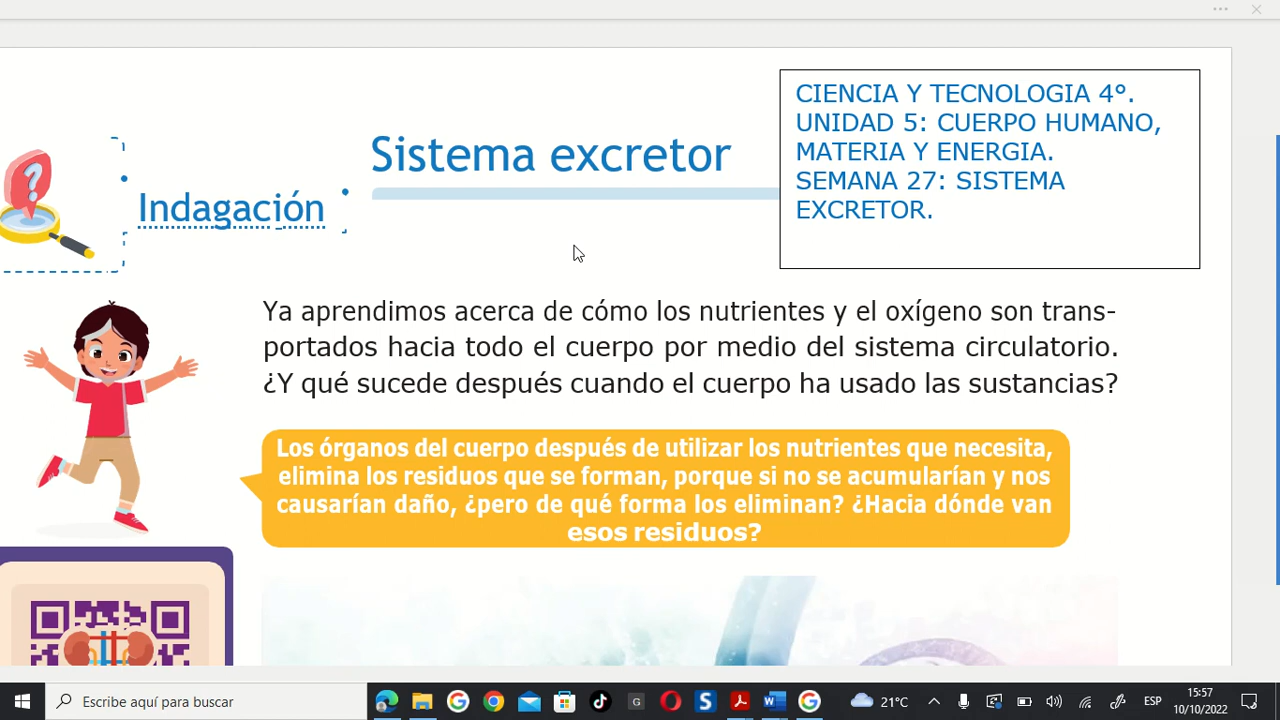 CIENCIA Y TECNOLOGIA 4°.
UNIDAD 5: CUERPO HUMANO,
MATERIA Y ENERGIA.
SEMANA 27: SISTEMA
EXCRETOR.
Sistema excretor
?
Indagación
Ya aprendimos acerca de cómo los nutrientes y el oxígeno son trans-
portados hacia todo el cuerpo por medio del sistema circulatorio.
¿Y qué sucede después cuando el cuerpo ha usado las sustancias?
Los órganos del cuerpo después de utilizar los nutrientes que necesita,
elimina los residuos que se forman, porque si no se acumularían y nos
causarían daño, ¿pero de qué forma los eliminan? ¿Hacia dónde van
esos residuos?
Escribe aquí para buscar
G
21°C
ESP
15:57
10/10/2022